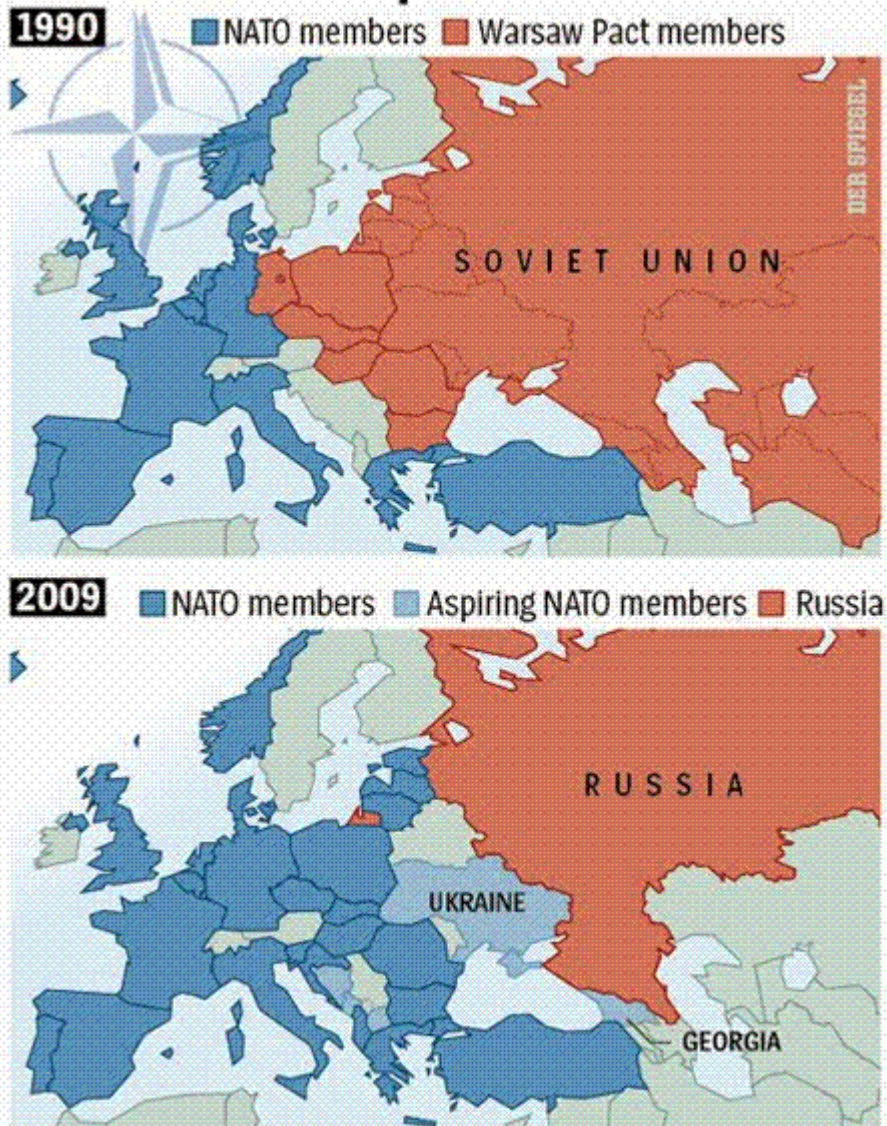 1990 NATO members Warsaw Pact members
DER SPIEGEL
SOVIET UNION
2009 NATO members Aspiring NATO members Russia
RUSSIA
UKRAINE
GEORGIA